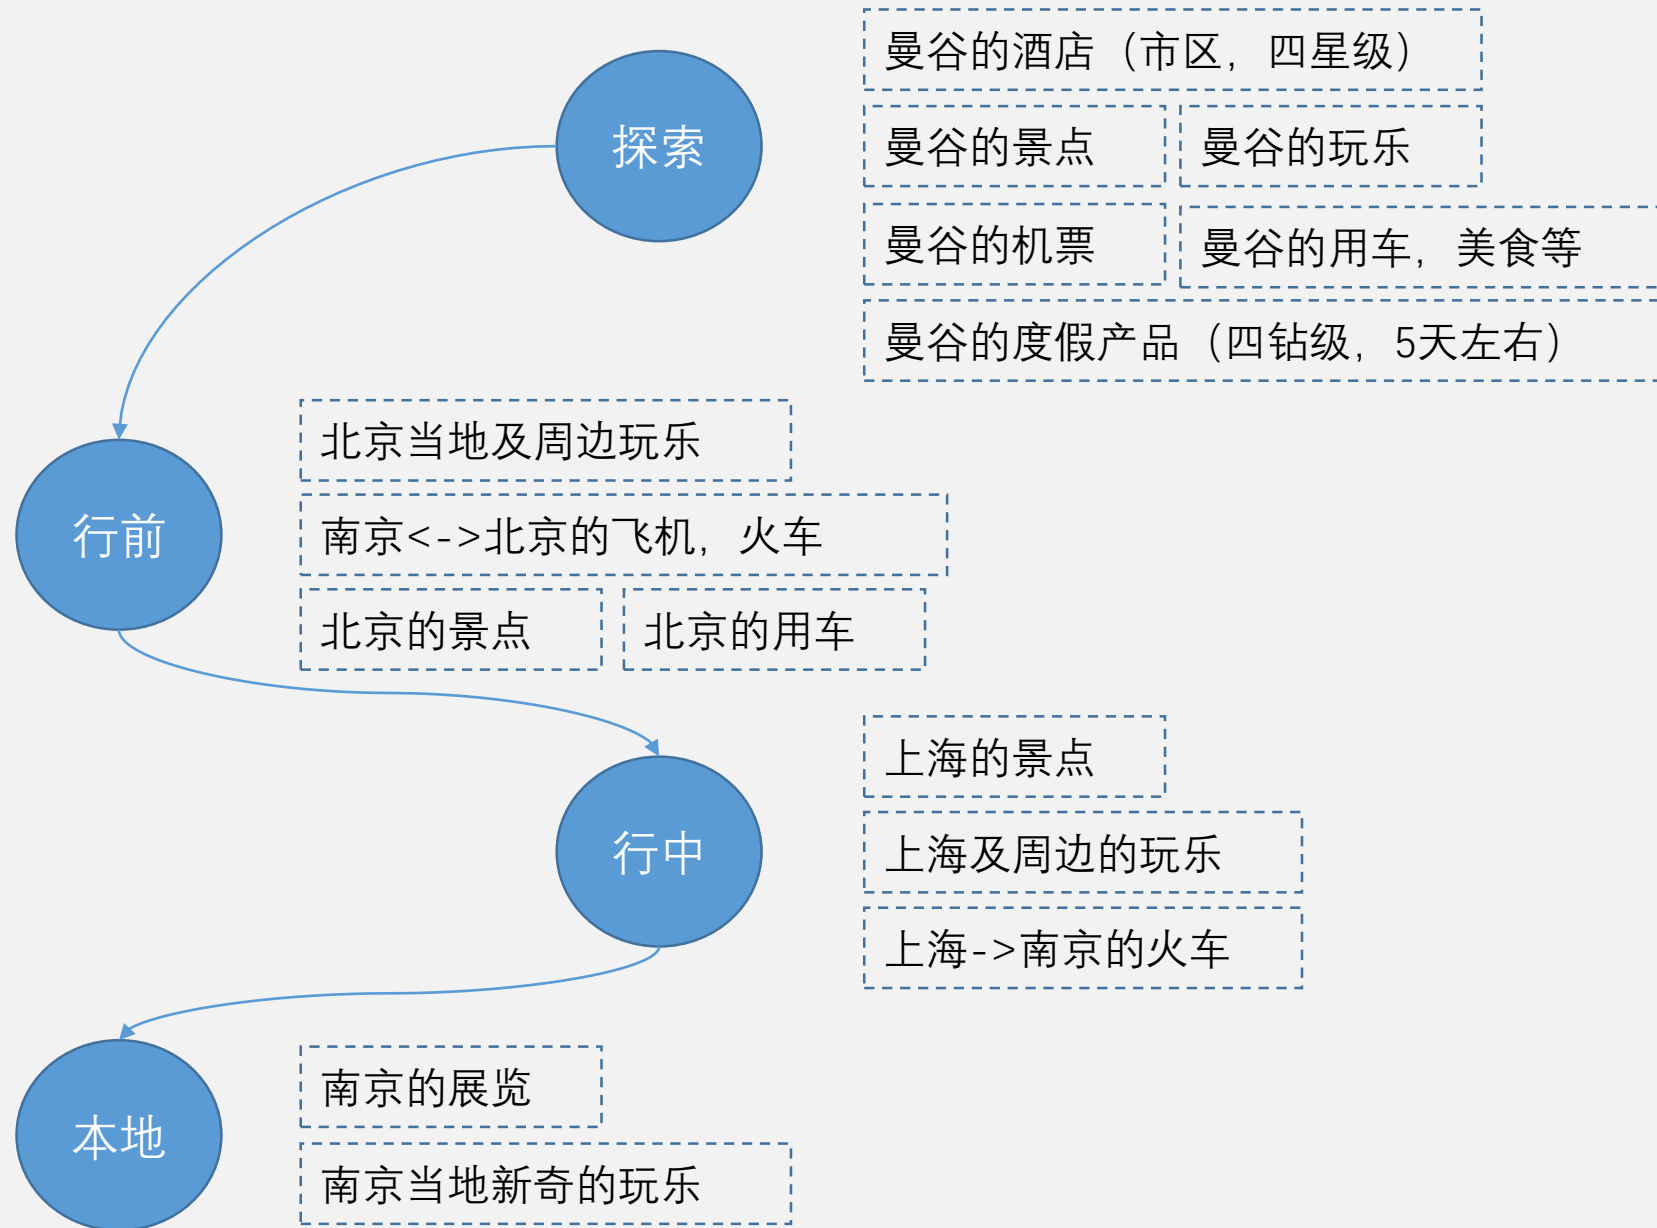 曼谷的酒店（市区，四星级）
探索
曼谷的景点
曼谷的玩乐
曼谷的机票
曼谷的用车，美食等
曼谷的度假产品（四钻级，5天左右）
行前
北京当地及周边玩乐
南京<->北京的飞机，火车
北京的景点
北京的用车
行中
上海的景点
上海及周边的玩乐
上海->南京的火车
本地
南京的展览
南京当地新奇的玩乐